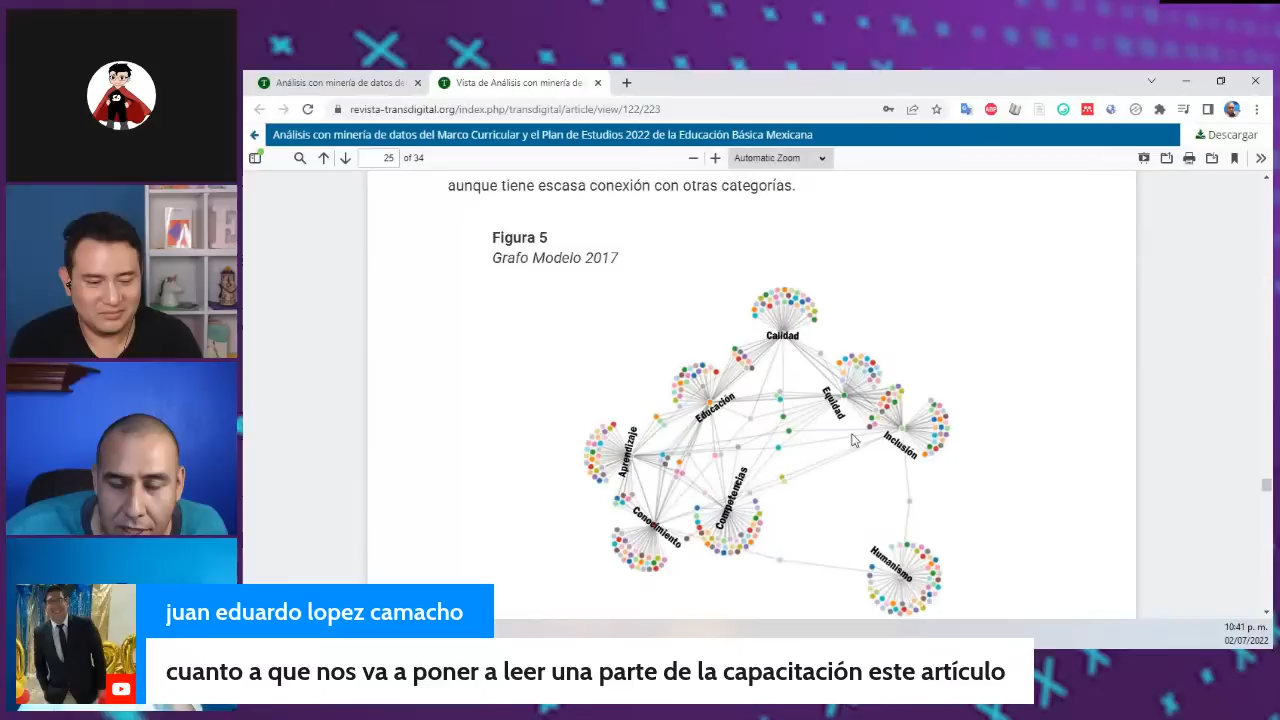 Análisis con minería de datos de
Vista de Análisis con minería de
revista-transdigital.org/index.php/transdigital/article/view/122/223
Análisis con minería de datos del Marco Curricular y el Plan de Estudios 2022 de la Educación Básica Mexicana
Descargar
25 of 34
Automatic Zoom
aunque tiene escasa conexión con otras categorías.
Figura 5
Grafo Modelo 2017
Calidad
Educación
Equidad
Inclusión
Aprendizaje
Competencias
Conocimiento
Humanismo
10:41 p. m.
02/07/2022
juan eduardo lopez camacho
cuanto a que nos va a poner a leer una parte de la capacitación este artículo